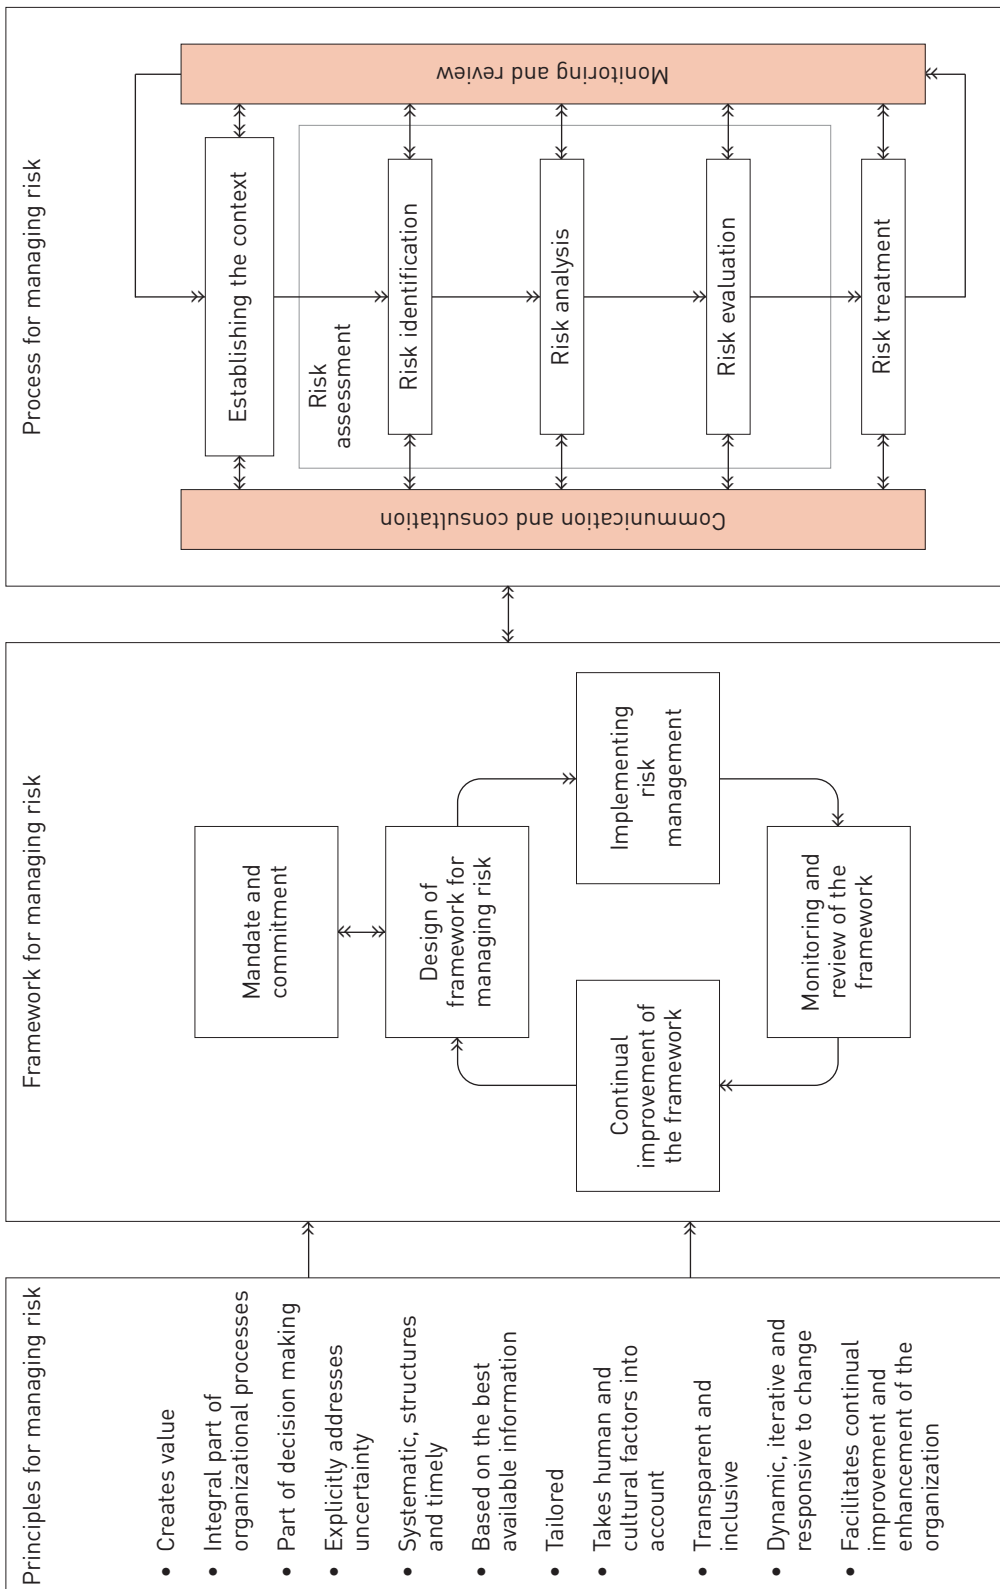 Principles for managing risk
• Creates value
• Integral part of
organizational processes
• Part of decision making
• Explicitly addresses
uncertainty
• Systematic, structures
and timely
• Based on the best
available information
• Tailored
• Takes human and
cultural factors into
account
• Transparent and
inclusive
• Dynamic, iterative and
responsive to change
• Facilitates continual
improvement and
enhancement of the
organization
Framework for managing risk
Mandate and
commitment
Design of
framework for
managing risk
Continual
improvement of
the framework
Implementing
risk
management
Monitoring and
review of the
framework
Process for managing risk
Communication and consultation
Establishing the context
Risk
assessment
Risk identification
Risk analysis
Risk evaluation
Risk treatment
Monitoring and review